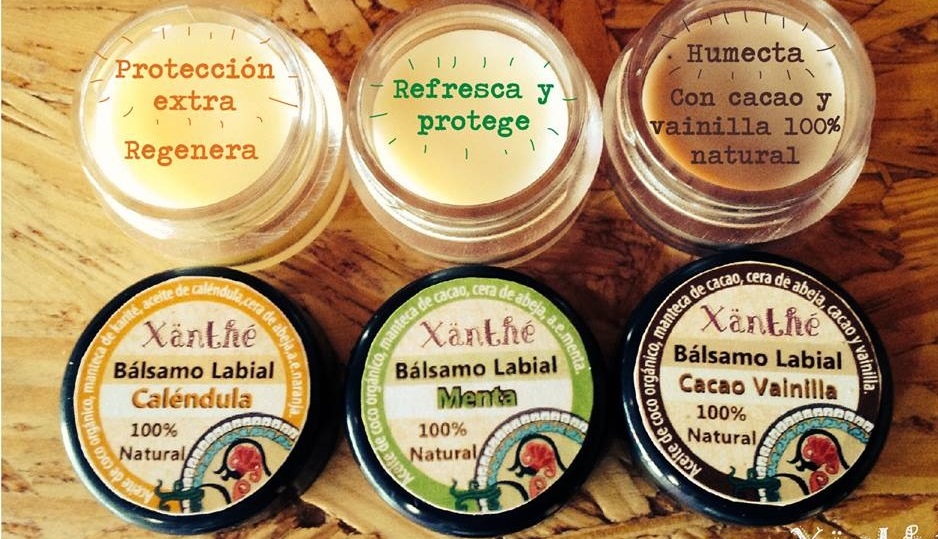 Protección
extra
Regenera
Refresca y
protege
Humecta
Con cacao y
vainilla 100%
natural
Aceite de coco orgánico, manteca de karité, aceite de caléndula,cera de abeja,a.e.naranja.
Xänthé
Bálsamo Labial
Caléndula
100%
Natural
Aceite de coco orgánico, manteca de cacao, cera de abeja, a.e.menta.
Xänthé
Bálsamo Labial
Menta
100%
Natural
Aceite de coco orgánico, manteca de cacao, cera de abeja, cacao y vainilla.
Xänthé
Bálsamo Labial
Cacao Vainilla
100%
Natural